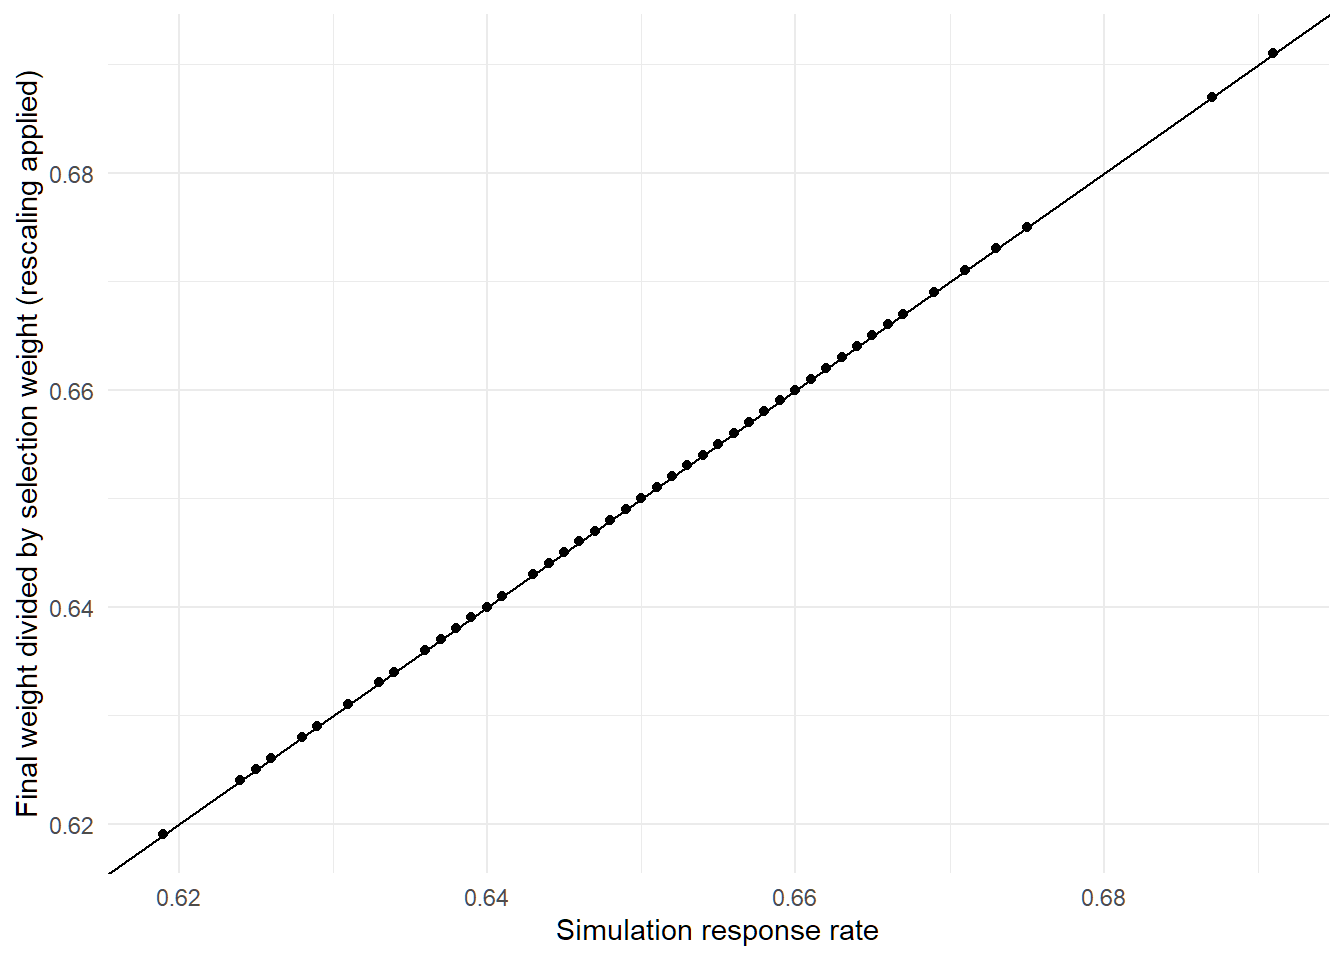 Final weight divided by selection weight (rescaling applied)
0.68
0.66
0.64
0.62
0.62 0.64 0.66 0.68
Simulation response rate